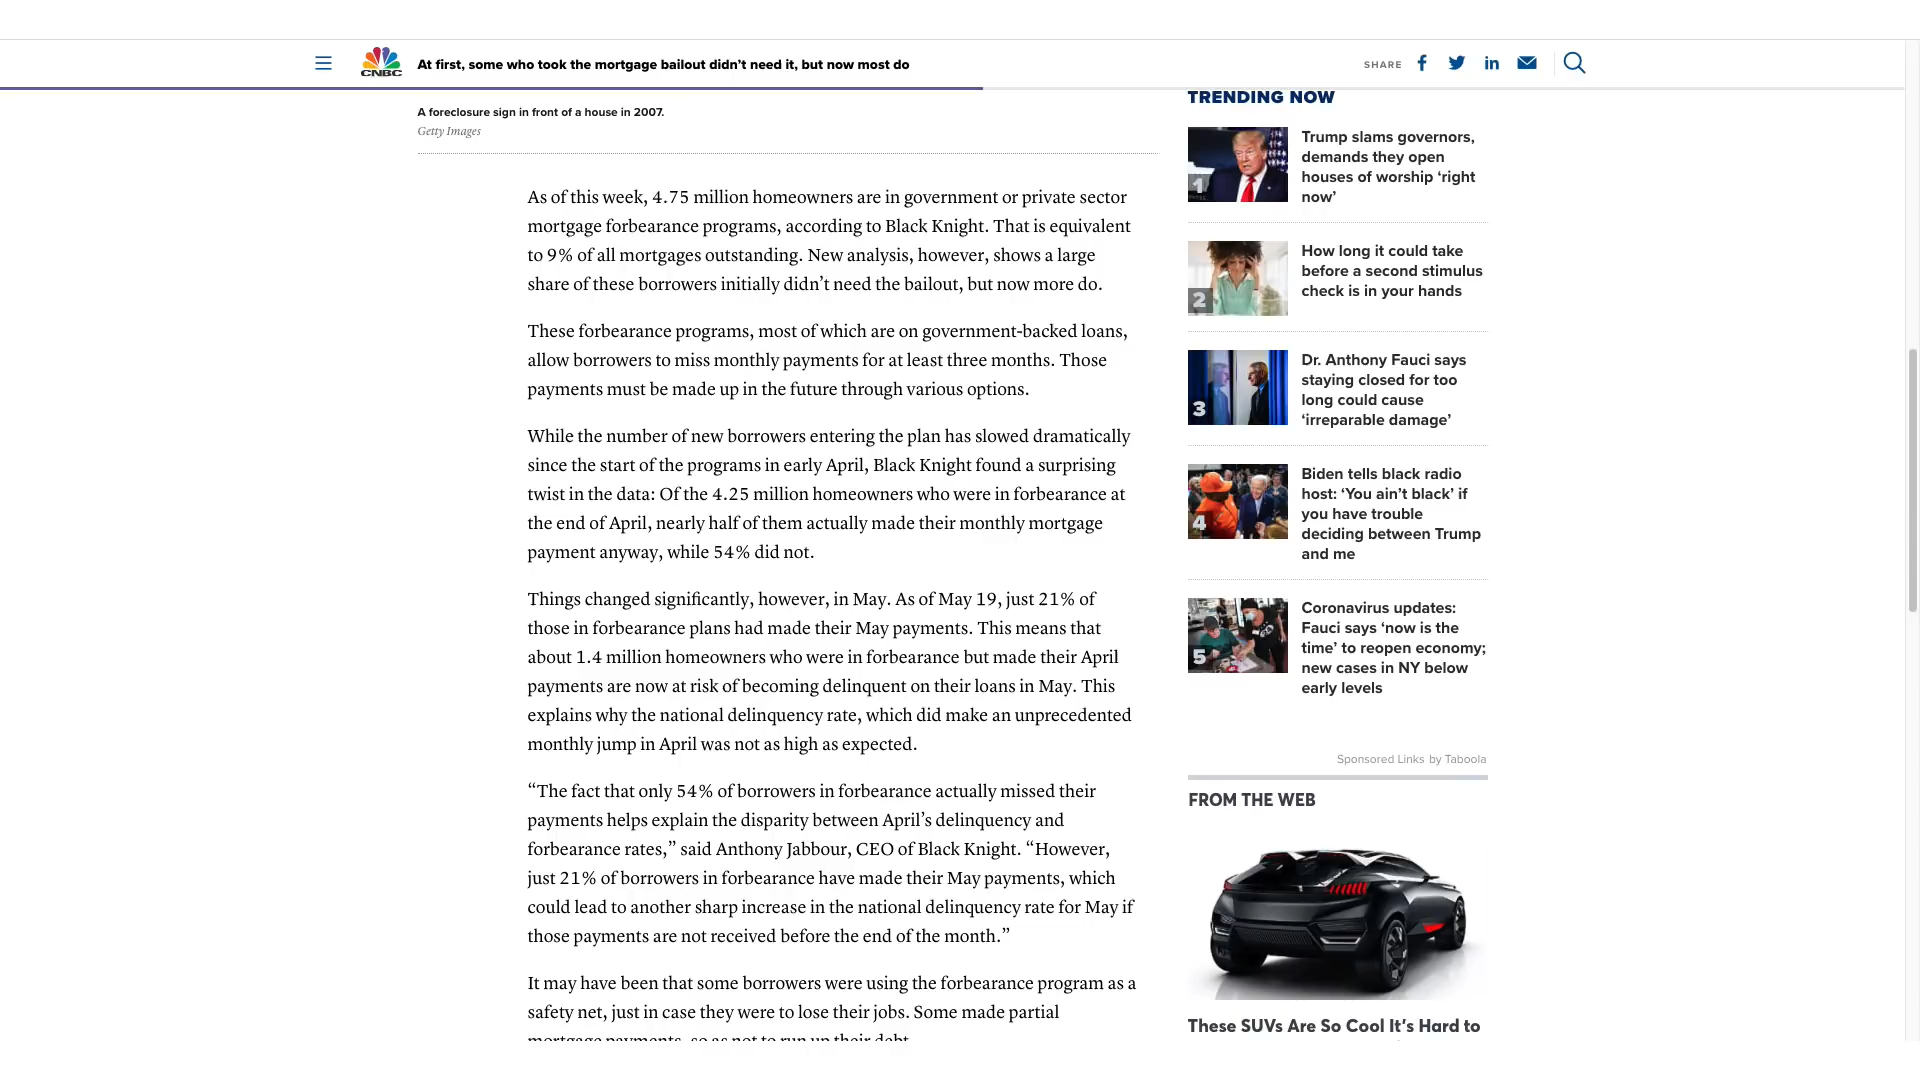 CNBC
At first, some who took the mortgage bailout didn’t need it, but now most do
SHARE
A foreclosure sign in front of a house in 2007.
Getty Images
As of this week, 4.75 million homeowners are in government or private sector
mortgage forbearance programs, according to Black Knight. That is equivalent
to 9% of all mortgages outstanding. New analysis, however, shows a large
share of these borrowers initially didn’t need the bailout, but now more do.
These forbearance programs, most of which are on government-backed loans,
allow borrowers to miss monthly payments for at least three months. Those
payments must be made up in the future through various options.
While the number of new borrowers entering the plan has slowed dramatically
since the start of the programs in early April, Black Knight found a surprising
twist in the data: Of the 4.25 million homeowners who were in forbearance at
the end of April, nearly half of them actually made their monthly mortgage
payment anyway, while 54% did not.
Things changed significantly, however, in May. As of May 19, just 21% of
those in forbearance plans had made their May payments. This means that
about 1.4 million homeowners who were in forbearance but made their April
payments are now at risk of becoming delinquent on their loans in May. This
explains why the national delinquency rate, which did make an unprecedented
monthly jump in April was not as high as expected.
“The fact that only 54% of borrowers in forbearance actually missed their
payments helps explain the disparity between April’s delinquency and
forbearance rates,” said Anthony Jabbour, CEO of Black Knight. “However,
just 21% of borrowers in forbearance have made their May payments, which
could lead to another sharp increase in the national delinquency rate for May if
those payments are not received before the end of the month.”
It may have been that some borrowers were using the forbearance program as a
safety net, just in case they were to lose their jobs. Some made partial
mortgage payments, so as not to run up their debt
TRENDING NOW
1
Trump slams governors,
demands they open
houses of worship ‘right
now’
2
How long it could take
before a second stimulus
check is in your hands
3
Dr. Anthony Fauci says
staying closed for too
long could cause
‘irreparable damage’
4
Biden tells black radio
host: ‘You ain’t black’ if
you have trouble
deciding between Trump
and me
5
Coronavirus updates:
Fauci says ‘now is the
time’ to reopen economy;
new cases in NY below
early levels
Sponsored Links by Taboola
FROM THE WEB
These SUVs Are So Cool It’s Hard to